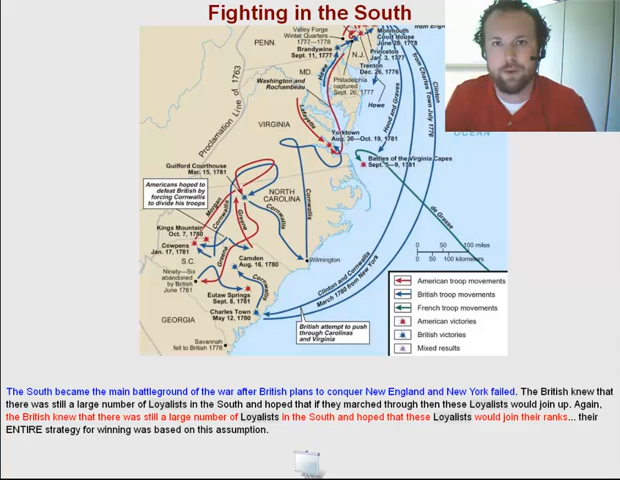 Fighting in the South
Valley Forge
Winter Quarters
1777—1778
Monmouth
Court House
June 28, 1778
PENN.
Brandywine
Sept. 11, 1777
N.J.
Princeton
Jan. 3, 1777
Trenton
Dec. 26, 1776
MD.
Howe
Philadelphia
captured
Sept. 26, 1777
Washington and
Rochambeau
Howe
Hood and Graves
Clinton
from Charles Town July 1778
Proclamation Line of 1763
Lafayette
VIRGINIA
Yorktown
Aug. 30—Oct. 19, 1781
OCEAN
Battles of the Virginia Capes
Sept. 5—9, 1781
Guilford Courthouse
Mar. 15, 1781
Americans hoped to
defeat British by
forcing Cornwallis
to divide his troops
NORTH
CAROLINA
Morgan
Cornwallis
Greene
Cornwallis
Cornwallis
de Grasse
Kings Mountain
Oct. 7, 1780
Cowpens
Jan. 17, 1781
S.C.
Greene
Camden
Aug. 16, 1780
Wilmington
Ninety—Six
abandoned
by British
June 1781
Cornwallis
Eutaw Springs
Sept. 8, 1781
Charles Town
May 12, 1780
Clinton and Cornwallis
March 1780 from New York
0 50 100 miles
0 50 100 kilometers
GEORGIA
British attempt to push
through Carolinas
and Virginia
Savannah
fell to British 1778
American troop movements
British troop movements
French troop movements
American victories
British victories
Mixed results
The South became the main battleground of the war after British plans to conquer New England and New York failed. The British knew that
there was still a large number of Loyalists in the South and hoped that if they marched through then these Loyalists would join up. Again,
the British knew that there was still a large number of Loyalists in the South and hoped that these Loyalists would join their ranks... their
ENTIRE strategy for winning was based on this assumption.